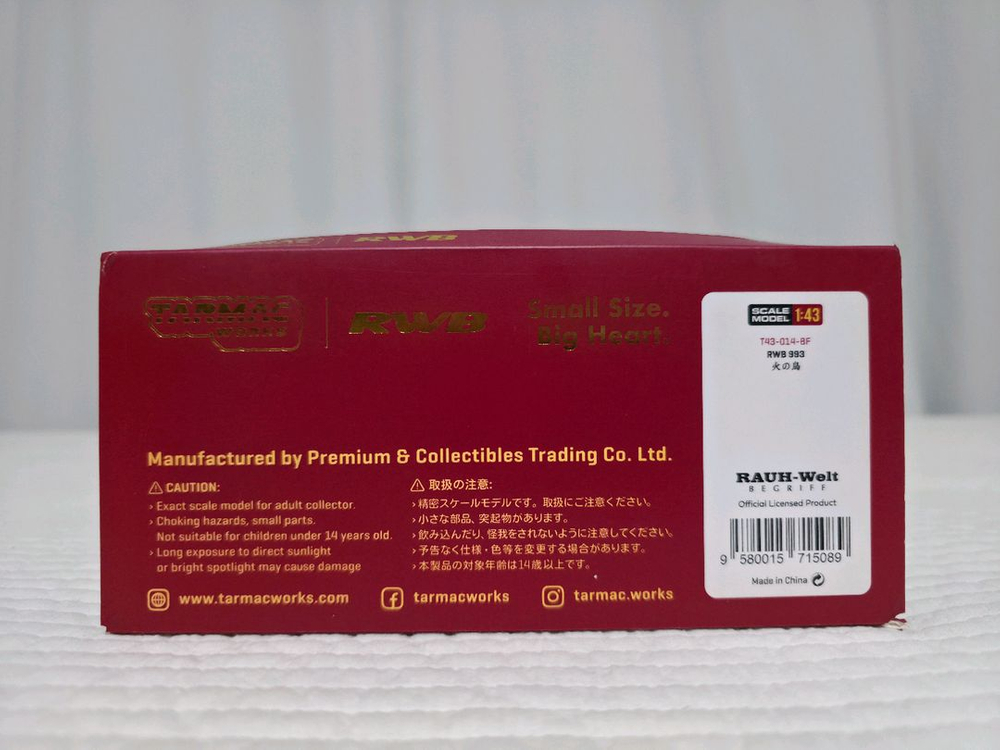 TARMAC
WORKS
RWB
TARMAC
WORKS
RWB
Small Size.
Big Heart.
Manufactured by Premium & Collectibles Trading Co. Ltd.
CAUTION:
› Exact scale model for adult collector.
› Choking hazards, small parts.
Not suitable for children under 14 years old.
› Long exposure to direct sunlight
or bright spotlight may cause damage
取扱の注意:
› 精密スケールモデルです。取扱にご注意ください。
› 小さな部品、突起物があります。
› 飲み込んだり、怪我をされないように注意してください。
› 予告なく仕様・色等を変更する場合があります。
› 本製品の対象年齢は14歳以上です。
www.tarmacworks.com
tarmacworks
tarmac.works
SCALE
MODEL 1:43
T43-014-BF
RWB 993
火の鳥
RAUH-Welt
BEGRIFF
Official Licensed Product
9 580015 715089
Made in China